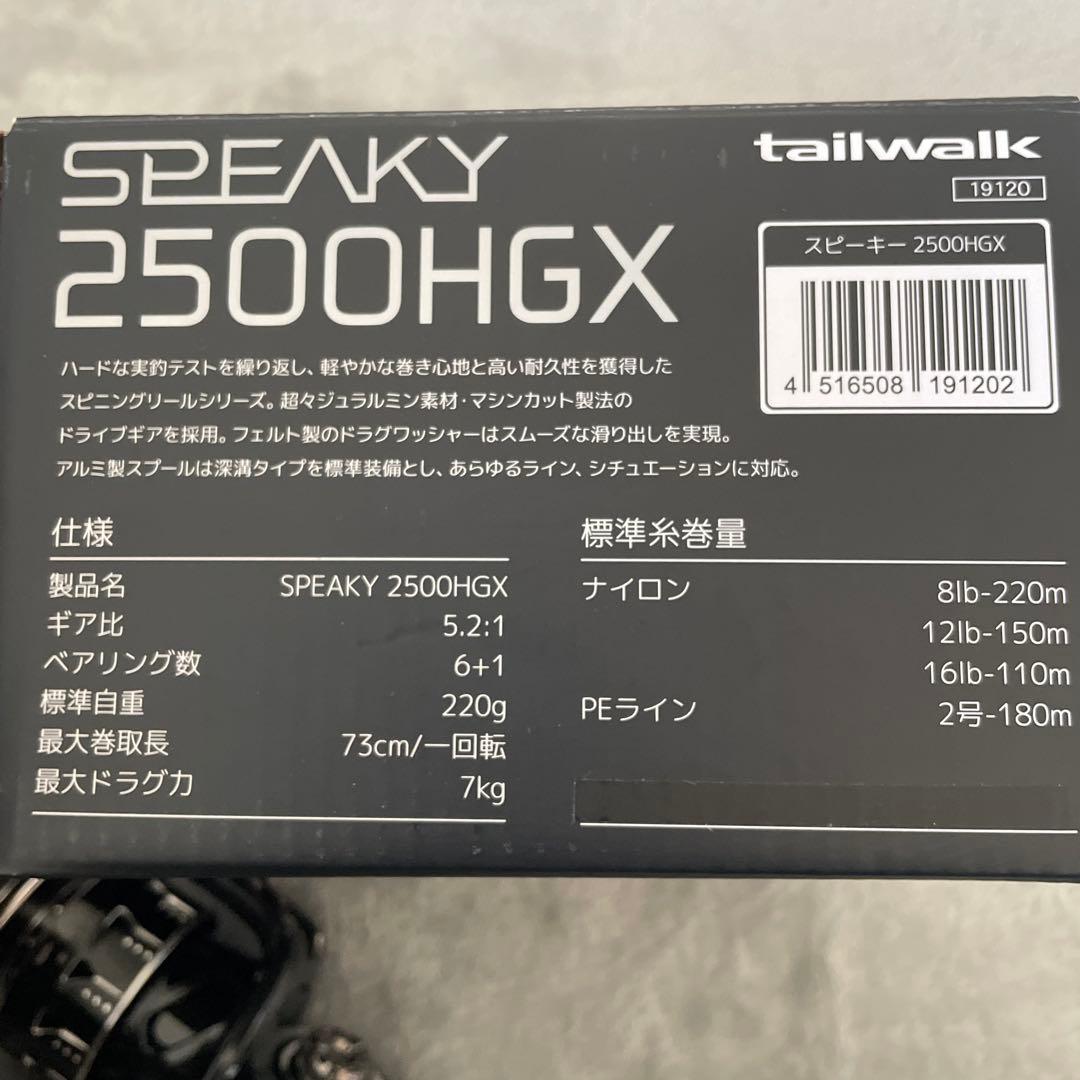 SPEAKY
2500HGX
tailwalk
19120
スピーキー 2500HGX
4 516508 191202
ハードな実釣テストを繰り返し、軽やかな巻き心地と高い耐久性を獲得した
スピニングリールシリーズ。超々ジュラルミン素材・マシンカット製法の
ドライブギアを採用。フェルト製のドラグワッシャーはスムーズな滑り出しを実現。
アルミ製スプールは深溝タイプを標準装備とし、あらゆるライン、シチュエーションに対応。
仕様
製品名 SPEAKY 2500HGX
ギア比 5.2:1
ベアリング数 6+1
標準自重 220g
最大巻取長 73cm/一回転
最大ドラグ力 7kg
標準糸巻量
ナイロン 8lb-220m
12lb-150m
16lb-110m
PEライン 2号-180m